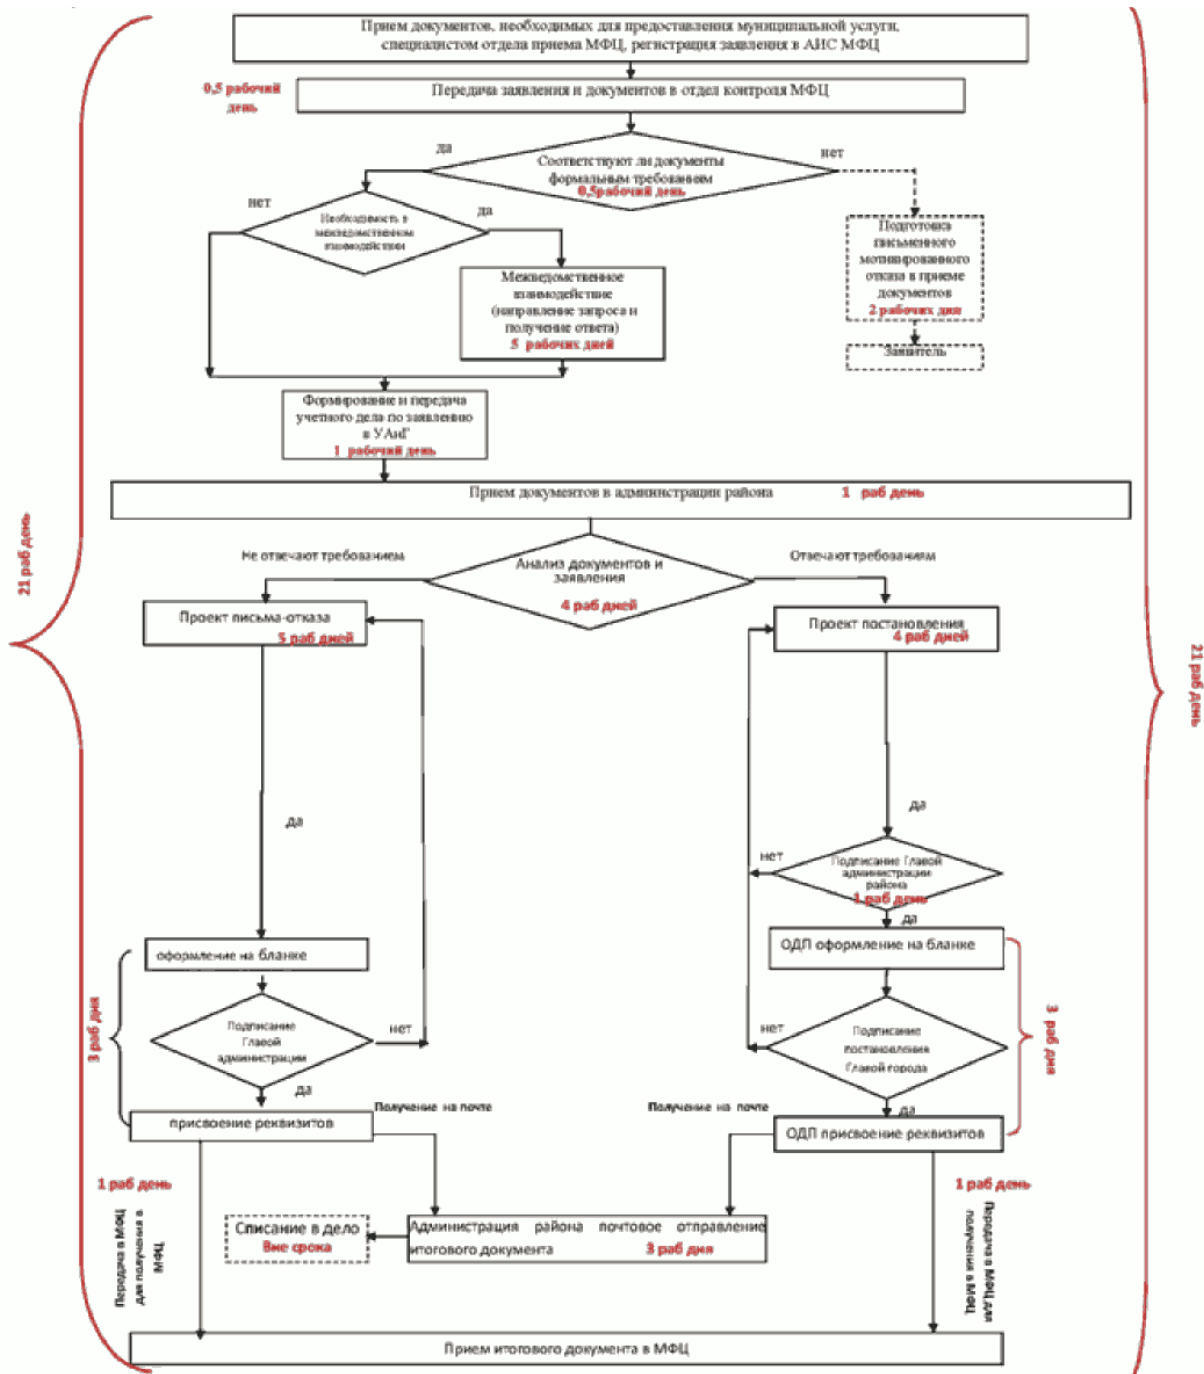 Прием документов, необходимых для предоставления муниципальной услуги,
специалистом отдела приема МФЦ, регистрация заявления в АИС МФЦ
0,5 рабочий
день
Передача заявления и документов в отдел контроля МФЦ
да
Соответствуют ли документы
формальным требованиям
0,5рабочий день
нет
нет
Необходимость в
межведомственном
взаимодействии
да
Подготовка
письменного
мотивированного
отказа в приеме
документов
2 рабочих дня
Заявитель
Межведомственное
взаимодействие
(направление запроса и
получение ответа)
5 рабочих дней
Формирование и передача
учетного дела по заявлению
в УАиГ
1 рабочий день
Прием документов в администрации района 1 раб день
21 раб день
Не отвечают требованием
Анализ документов и
заявления
4 раб дней
Отвечают требованиям
Проект письма-отказа
5 раб дней
Проект постановления
4 раб дней
21 раб день
да
да
нет
Подписание Главой
администрации
района
1 раб день
да
оформление на бланке
ОДП оформление на бланке
3 раб дня
Подписание
Главой
администрации
нет
нет
Подписание
постановления
Главой города
3 раб дня
да
да
присвоение реквизитов
Получение на почте
Получение на почте
ОДП присвоение реквизитов
1 раб день
1 раб день
Передача в МФЦ
для получения в
МФЦ
Списание в дело
Вне срока
Администрация района почтовое отправление
итогового документа 3 раб дня
Передача в МФЦ для
получения в МФЦ
Прием итогового документа в МФЦ